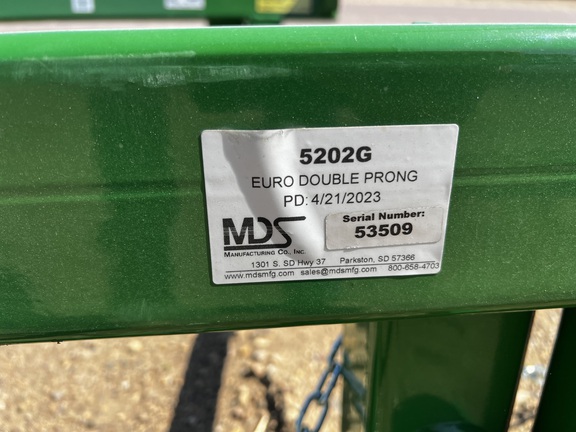 5202G
EURO DOUBLE PRONG
PD: 4/21/2023
MDS
MANUFACTURING CO., INC.
Serial Number:
53509
1301 S. SD Hwy 37 Parkston, SD 57366
www.mdsmfg.com sales@mdsmfg.com 800-658-4703